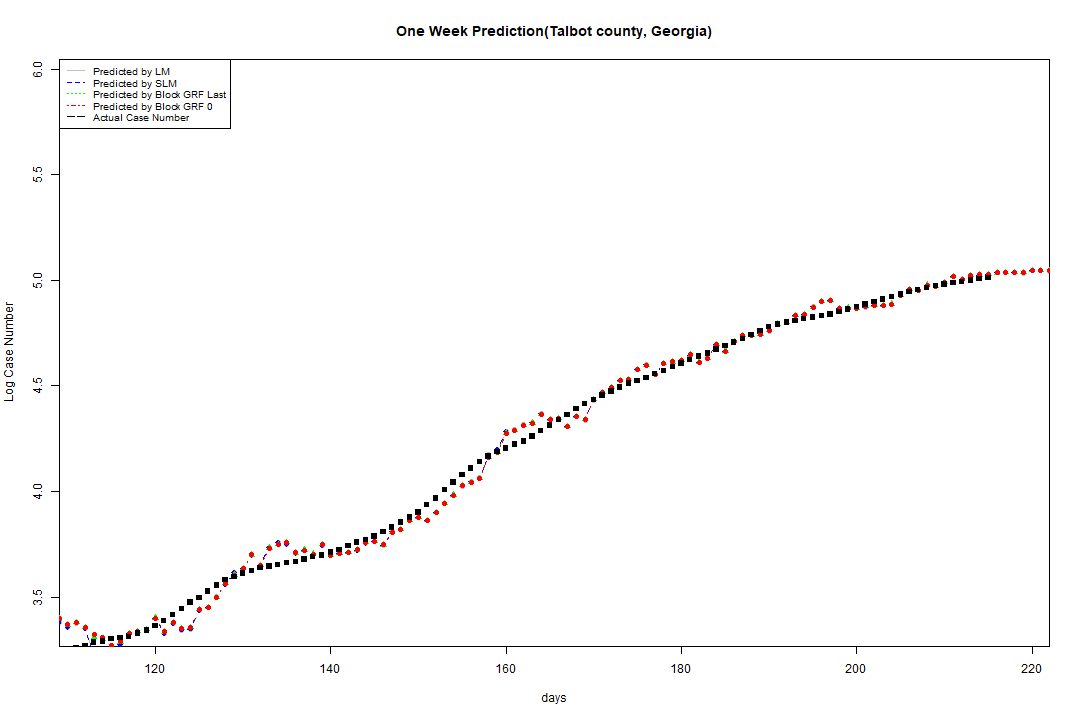 One Week Prediction(Talbot county, Georgia)
Predicted by LM
Predicted by SLM
Predicted by Block GRF Last
Predicted by Block GRF 0
Actual Case Number
6.0
5.5
5.0
4.5
4.0
3.5
Log Case Number
120 140 160 180 200 220
days